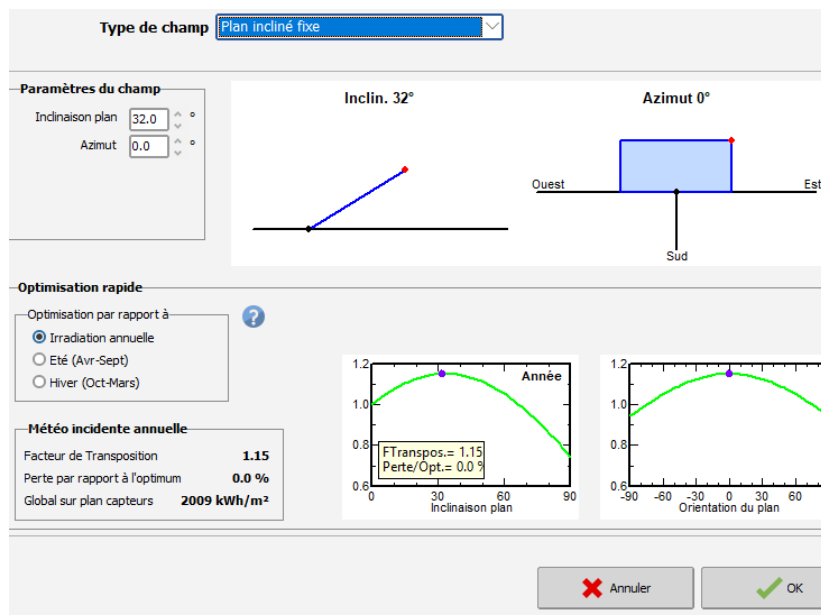 Type de champ Plan incliné fixe
Paramètres du champ
Inclinaison plan 32.0 °
Azimut 0.0 °
Inclin. 32°
Azimut 0°
Ouest
Est
Sud
Optimisation rapide
Optimisation par rapport à
Irradiation annuelle
Eté (Avr-Sept)
Hiver (Oct-Mars)
Météo incidente annuelle
Facteur de Transposition 1.15
Perte par rapport à l'optimum 0.0 %
Global sur plan capteurs 2009 kWh/m²
1.2
1.0
0.8
0.6
Année
FTranspos.= 1.15
Perte/Opt.= 0.0 %
0 30 60 90
Inclinaison plan
1.2
1.0
0.8
0.6
-90 -60 -30 0 30 60
Orientation du plan
Annuler
OK